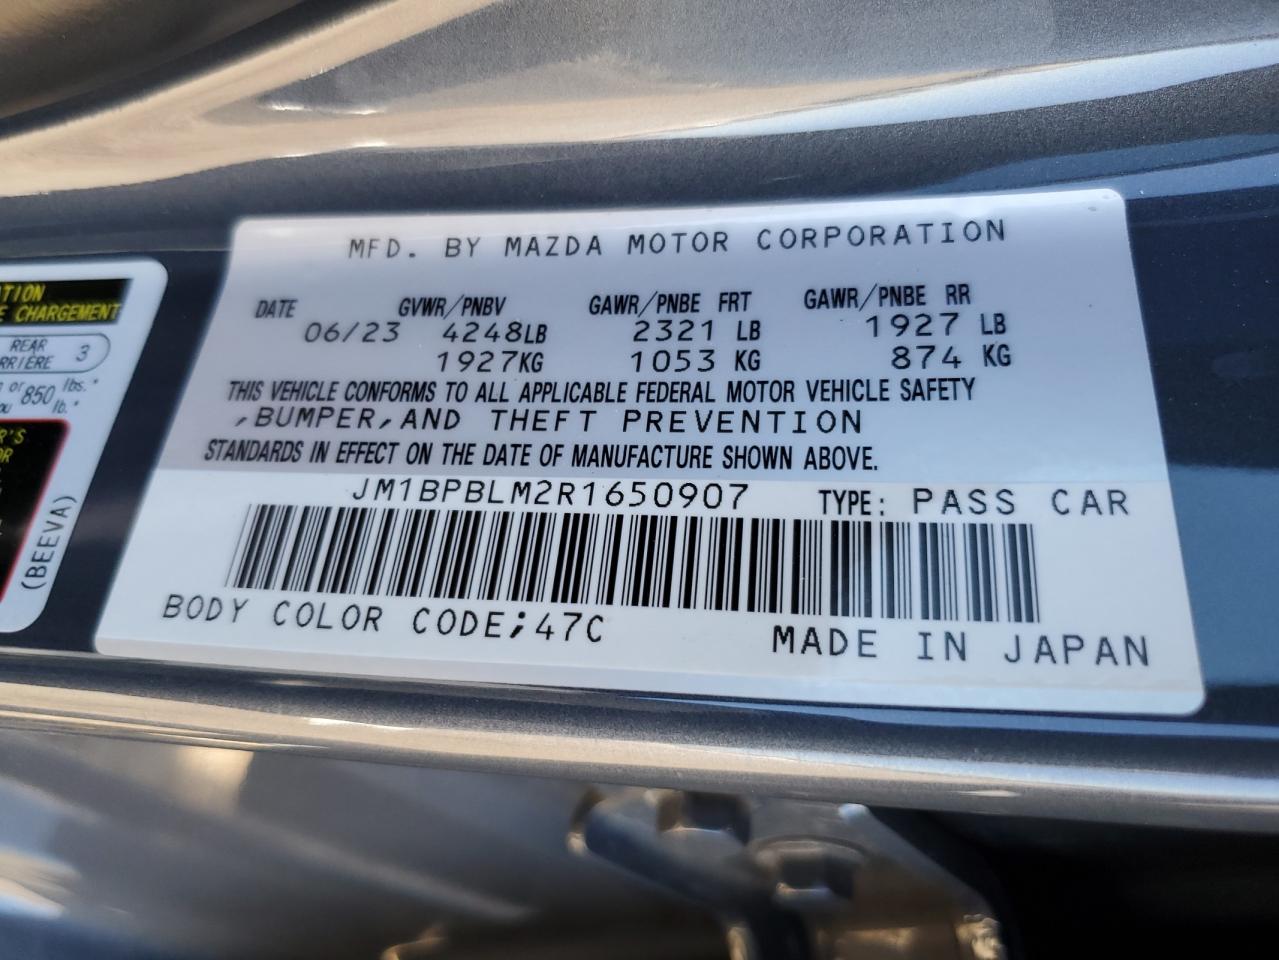 MFD. BY MAZDA MOTOR CORPORATION
DATE GVWR/PNBV GAWR/PNBE FRT GAWR/PNBE RR
06/23 4248LB 2321 LB 1927 LB
1927KG 1053 KG 874 KG
THIS VEHICLE CONFORMS TO ALL APPLICABLE FEDERAL MOTOR VEHICLE SAFETY
,BUMPER,AND THEFT PREVENTION
STANDARDS IN EFFECT ON THE DATE OF MANUFACTURE SHOWN ABOVE.
JM1BPBLM2R1650907 TYPE: PASS CAR
BODY COLOR CODE;47C MADE IN JAPAN
CHARGEMENT
REAR 3
or 850 lbs.*
lb.*
(BEEVA)